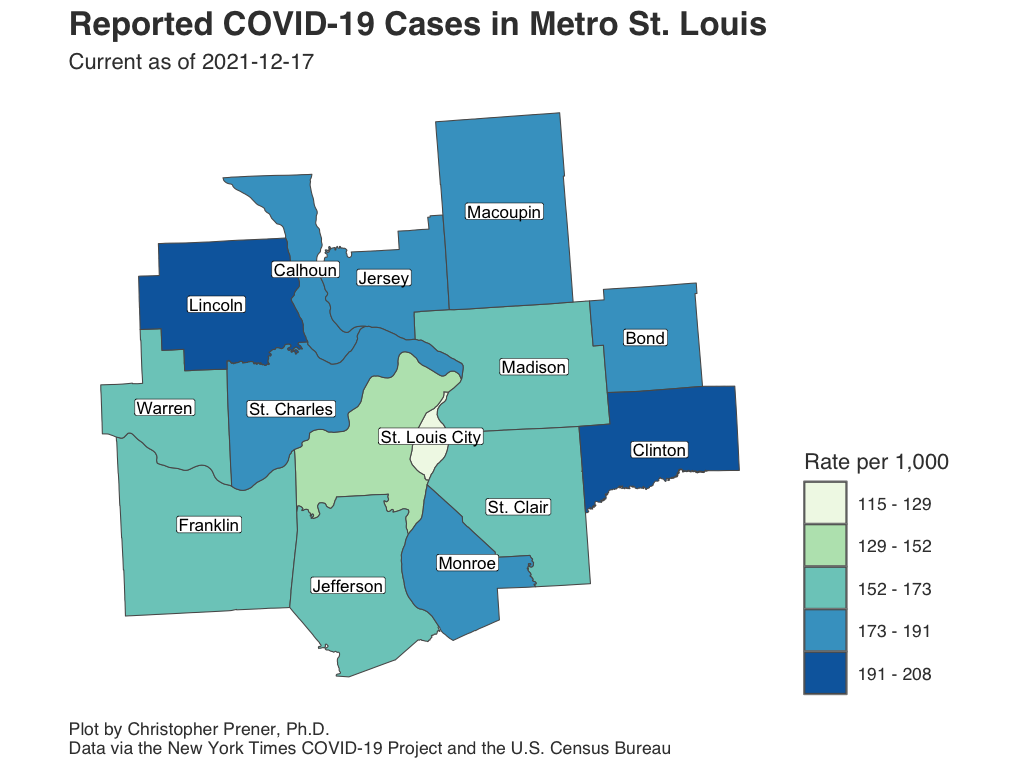 Reported COVID-19 Cases in Metro St. Louis
Current as of 2021-12-17
Macoupin
Calhoun
Jersey
Lincoln
Bond
Madison
Warren
St. Charles
St. Louis City
Clinton
Rate per 1,000
115 - 129
St. Clair
Franklin
129 - 152
Monroe
Jefferson
152 - 173
173 - 191
191 - 208
Plot by Christopher Prener, Ph.D.
Data via the New York Times COVID-19 Project and the U.S. Census Bureau